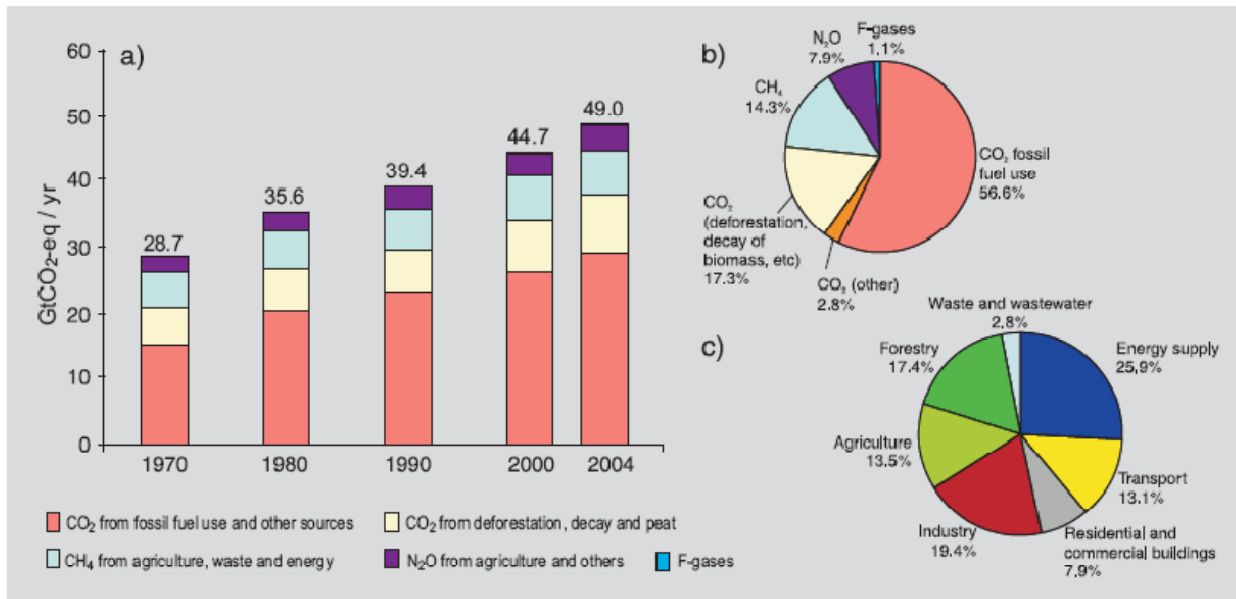 a)
GtCO₂-eq / yr
60
50
40
30
20
10
0
28.7
35.6
39.4
44.7
49.0
1970
1980
1990
2000
2004
CO₂ from fossil fuel use and other sources
CO₂ from deforestation, decay and peat
CH₄ from agriculture, waste and energy
N₂O from agriculture and others
F-gases
b)
F-gases
1.1%
N₂O
7.9%
CH₄
14.3%
CO₂ fossil
fuel use
56.6%
CO₂
(deforestation,
decay of
biomass, etc)
17.3%
CO₂ (other)
2.8%
c)
Waste and wastewater
2.8%
Forestry
17.4%
Energy supply
25.9%
Agriculture
13.5%
Transport
13.1%
Industry
19.4%
Residential and
commercial buildings
7.9%